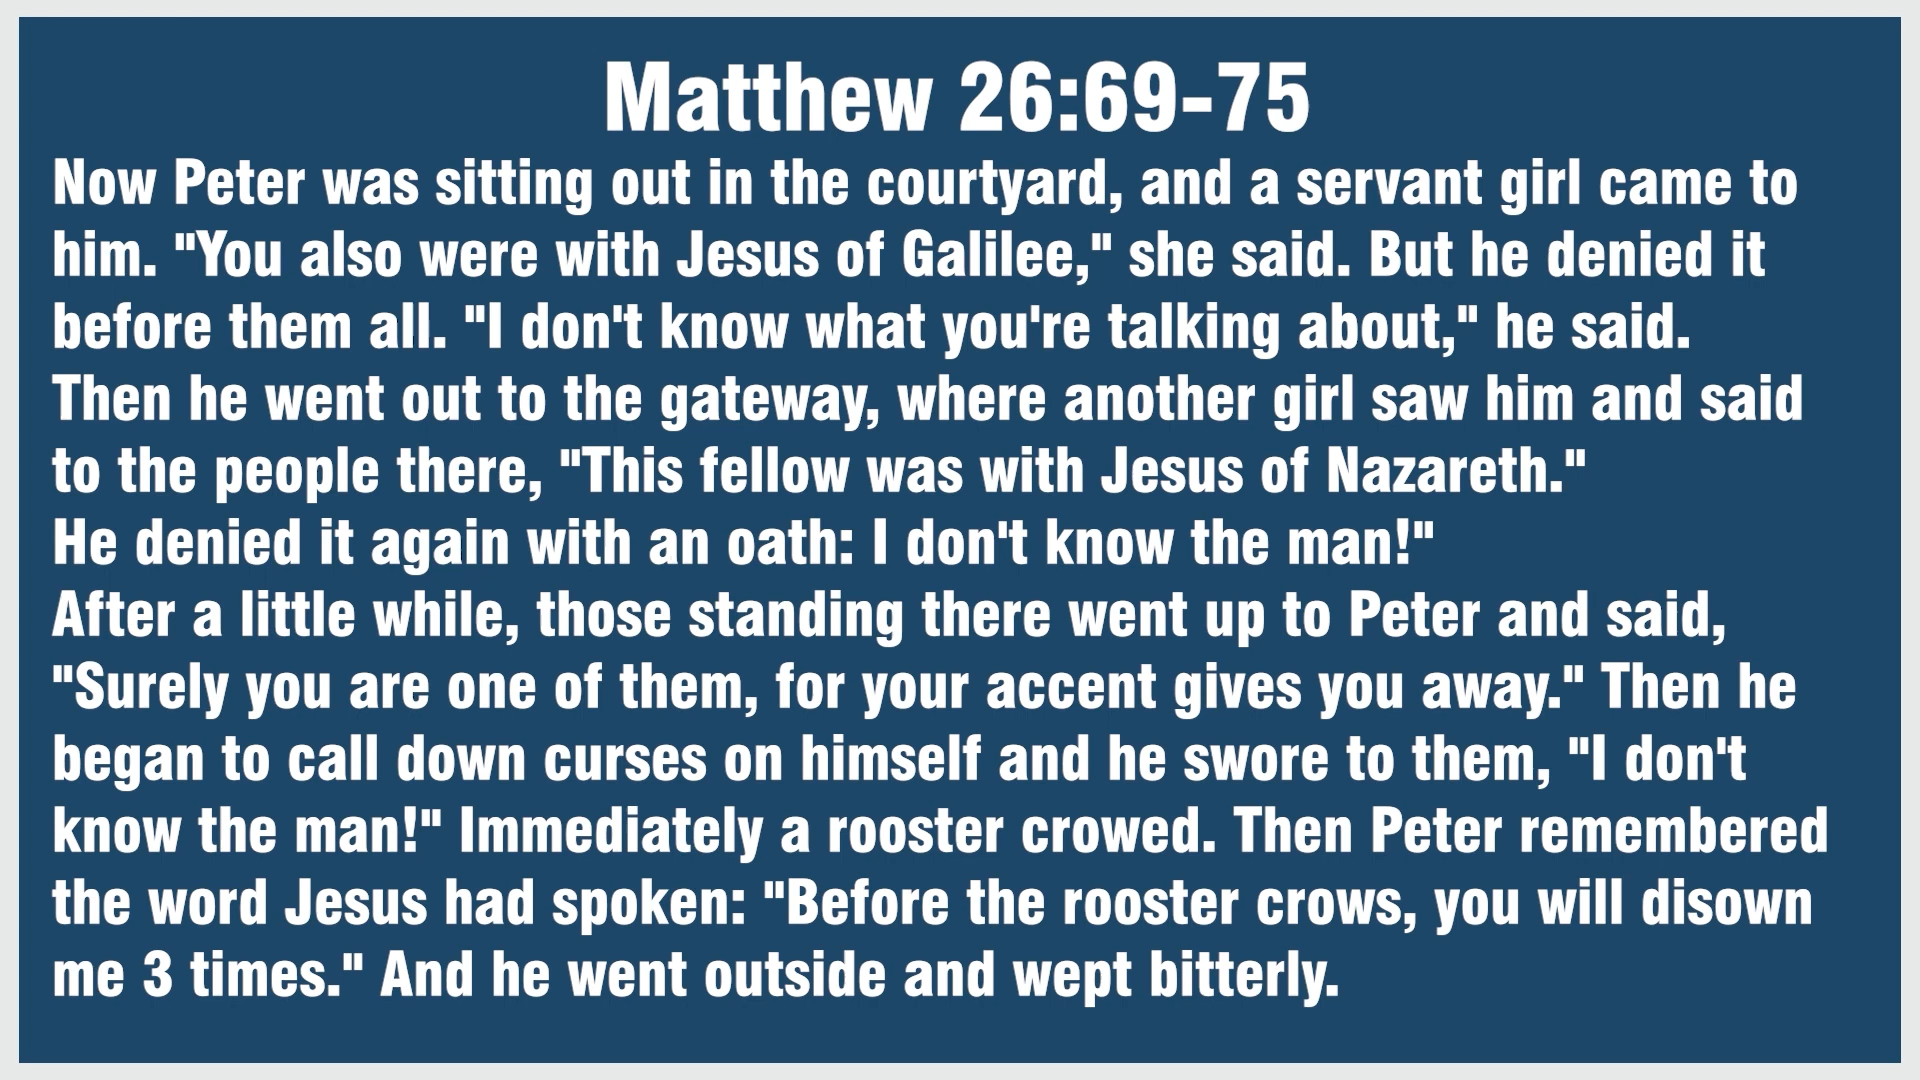 Matthew 26:69-75
Now Peter was sitting out in the courtyard, and a servant girl came to
him. "You also were with Jesus of Galilee," she said. But he denied it
before them all. "I don't know what you're talking about," he said.
Then he went out to the gateway, where another girl saw him and said
to the people there, "This fellow was with Jesus of Nazareth."
He denied it again with an oath: I don't know the man!"
After a little while, those standing there went up to Peter and said,
"Surely you are one of them, for your accent gives you away." Then he
began to call down curses on himself and he swore to them, "I don't
know the man!" Immediately a rooster crowed. Then Peter remembered
the word Jesus had spoken: "Before the rooster crows, you will disown
me 3 times." And he went outside and wept bitterly.